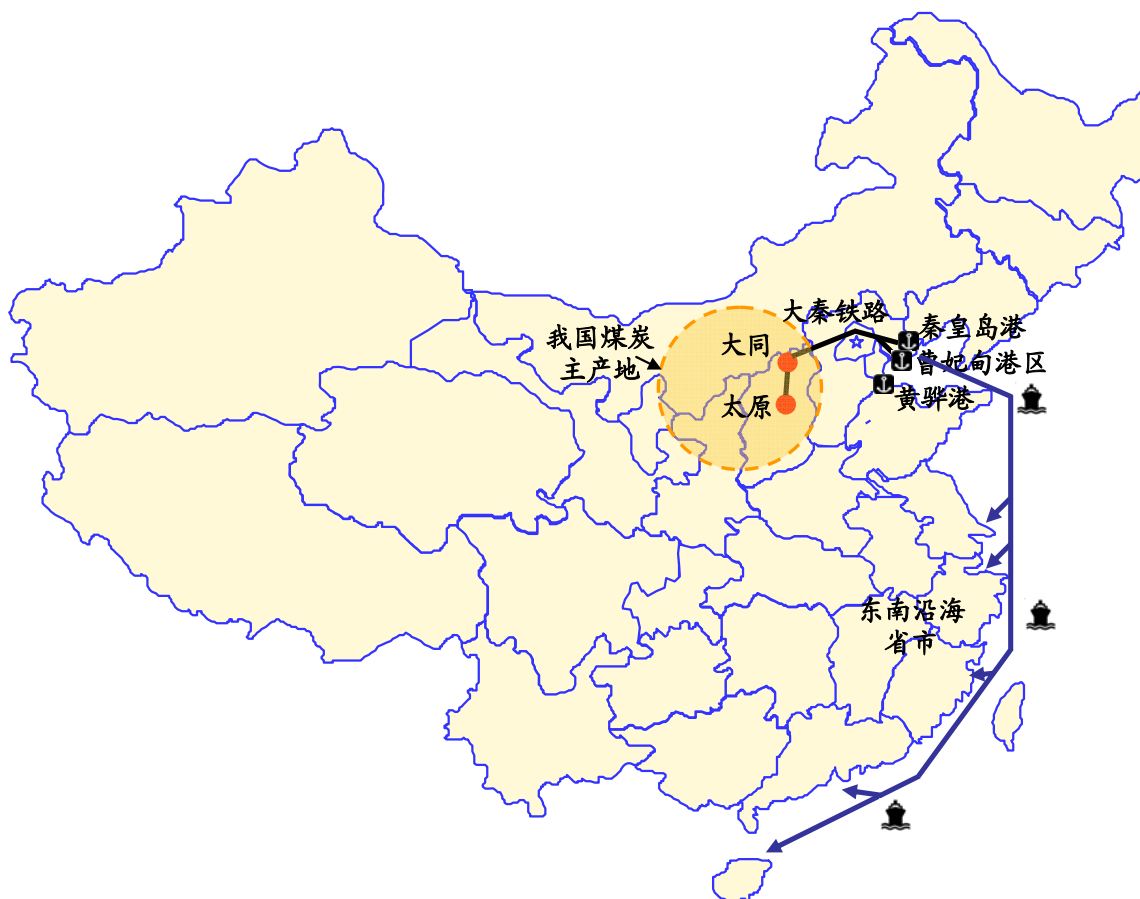 大秦铁路
秦皇岛港
我国煤炭
主产地
大同
曹妃甸港区
太原
黄骅港
东南沿海
省市